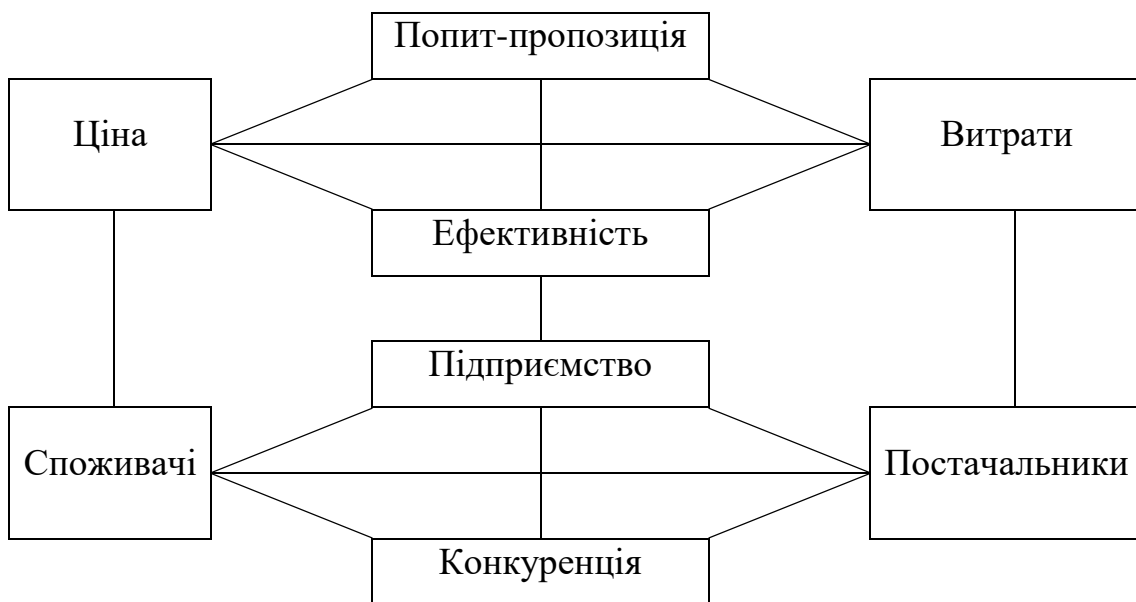 Попит-пропозиція
Ціна
Витрати
Ефективність
Підприємство
Споживачі
Постачальники
Конкуренція